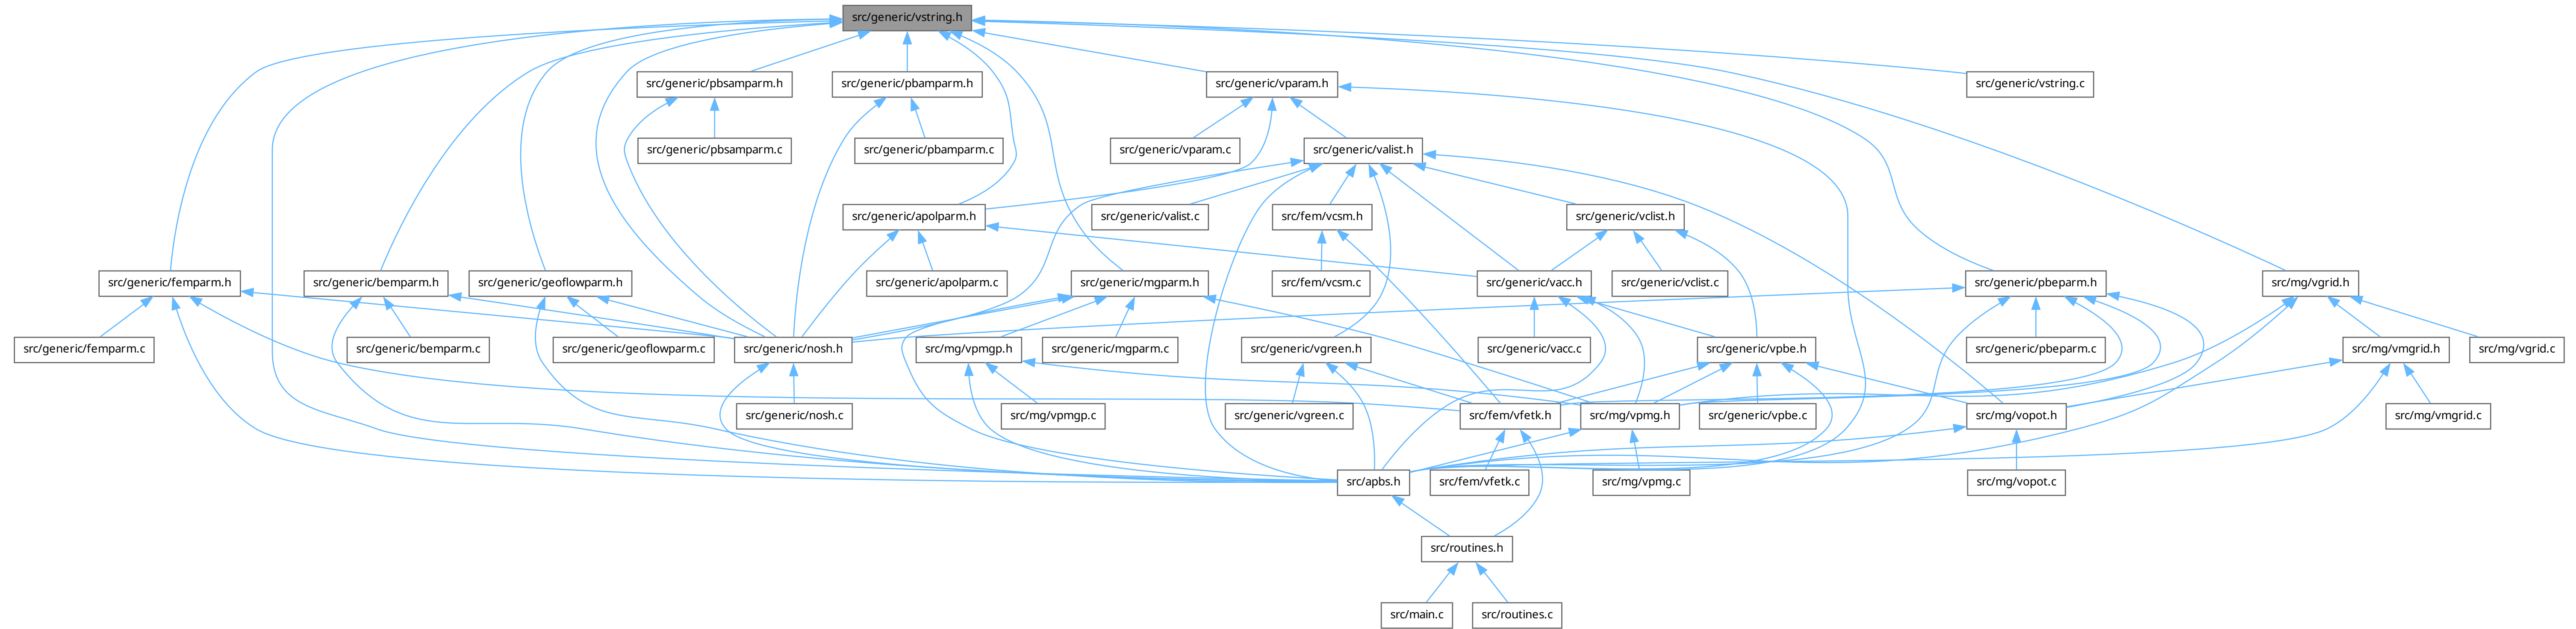 src/generic/vstring.h
src/generic/pbsamparm.h
src/generic/pbamparm.h
src/generic/vparam.h
src/generic/vstring.c
src/generic/pbsamparm.c
src/generic/pbamparm.c
src/generic/vparam.c
src/generic/valist.h
src/generic/apolparm.h
src/generic/valist.c
src/fem/vcsm.h
src/generic/vclist.h
src/generic/femparm.h
src/generic/bemparm.h
src/generic/geoflowparm.h
src/generic/apolparm.c
src/generic/mgparm.h
src/fem/vcsm.c
src/generic/vacc.h
src/generic/vclist.c
src/generic/pbeparm.h
src/mg/vgrid.h
src/generic/femparm.c
src/generic/bemparm.c
src/generic/geoflowparm.c
src/generic/nosh.h
src/mg/vpmgp.h
src/generic/mgparm.c
src/generic/vgreen.h
src/generic/vacc.c
src/generic/vpbe.h
src/generic/pbeparm.c
src/mg/vmgrid.h
src/mg/vgrid.c
src/generic/nosh.c
src/mg/vpmgp.c
src/generic/vgreen.c
src/fem/vfetk.h
src/mg/vpmg.h
src/generic/vpbe.c
src/mg/vopot.h
src/mg/vmgrid.c
src/apbs.h
src/fem/vfetk.c
src/mg/vpmg.c
src/mg/vopot.c
src/routines.h
src/main.c
src/routines.c